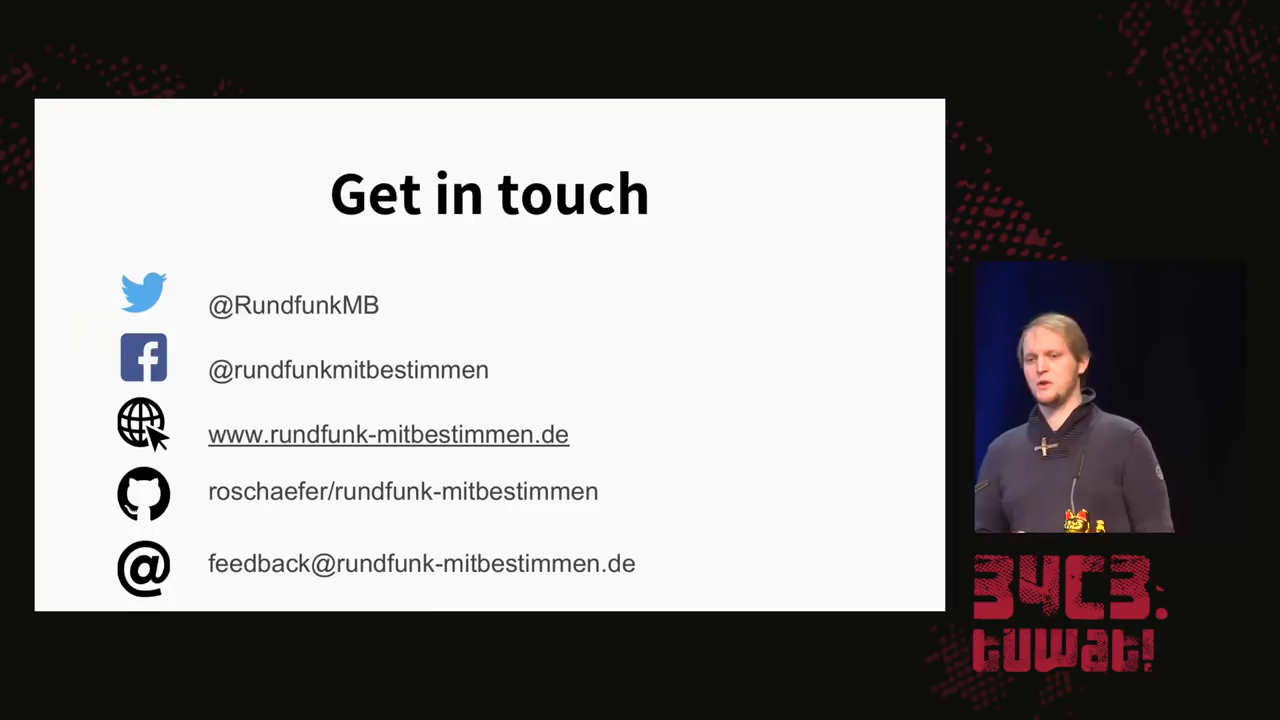 Get in touch
@RundfunkMB
@rundfunkmitbestimmen
www.rundfunk-mitbestimmen.de
roschaefer/rundfunk-mitbestimmen
feedback@rundfunk-mitbestimmen.de
34C3.
tuwat!